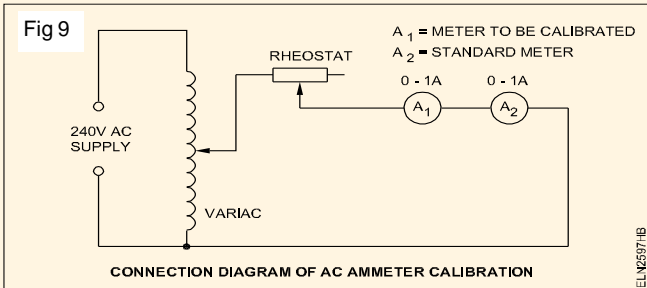 Fig 9
A1 = METER TO BE CALIBRATED
A2 = STANDARD METER
RHEOSTAT
0 - 1A 0 - 1A
A1 A2
240V AC
SUPPLY
VARIAC
CONNECTION DIAGRAM OF AC AMMETER CALIBRATION
ELN2597HB